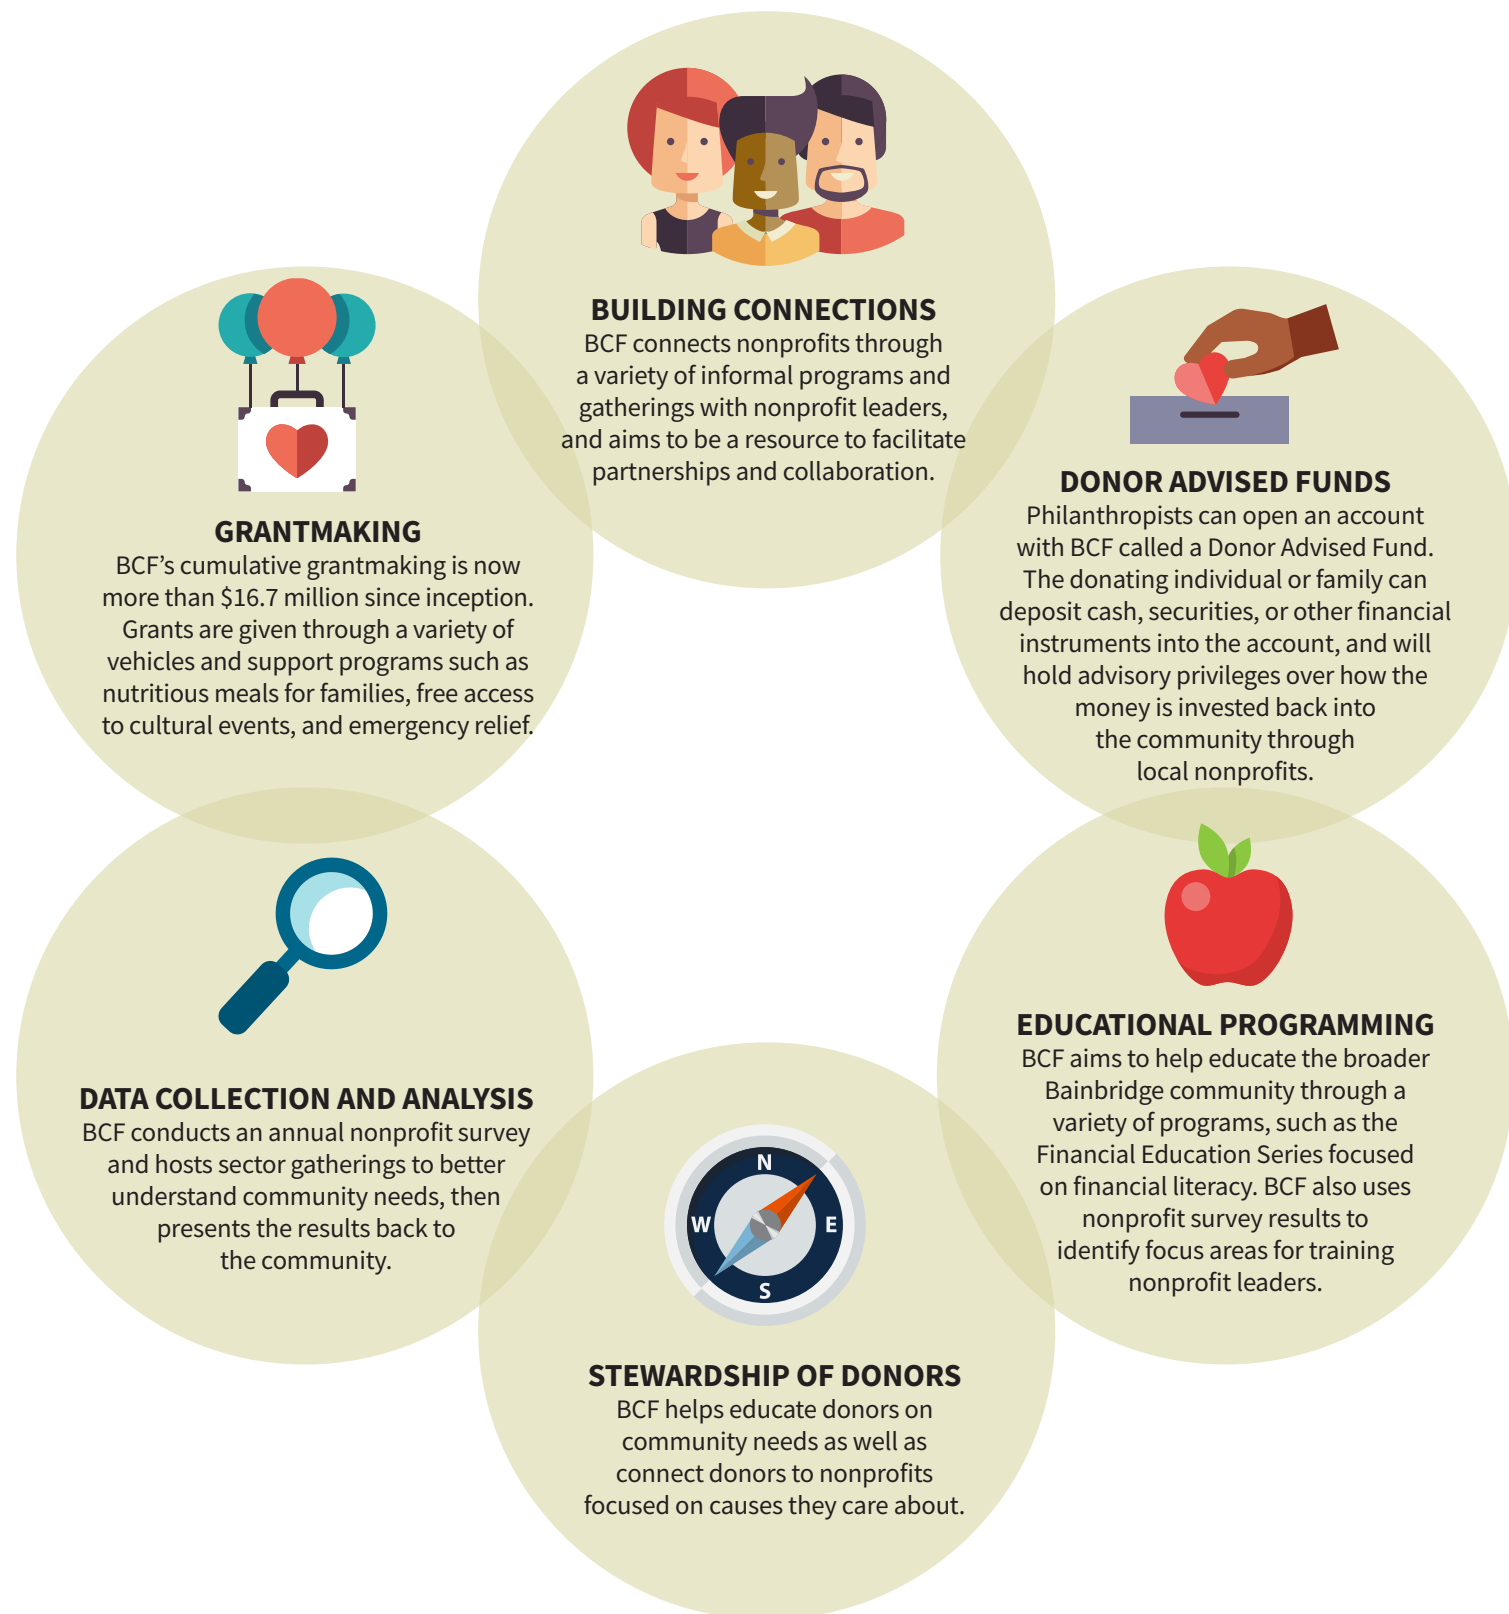 BUILDING CONNECTIONS
BCF connects nonprofits through
a variety of informal programs and
gatherings with nonprofit leaders,
and aims to be a resource to facilitate
partnerships and collaboration.
DONOR ADVISED FUNDS
Philanthropists can open an account
with BCF called a Donor Advised Fund.
The donating individual or family can
deposit cash, securities, or other financial
instruments into the account, and will
hold advisory privileges over how the
money is invested back into
the community through
local nonprofits.
GRANTMAKING
BCF’s cumulative grantmaking is now
more than $16.7 million since inception.
Grants are given through a variety of
vehicles and support programs such as
nutritious meals for families, free access
to cultural events, and emergency relief.
EDUCATIONAL PROGRAMMING
BCF aims to help educate the broader
Bainbridge community through a
variety of programs, such as the
Financial Education Series focused
on financial literacy. BCF also uses
nonprofit survey results to
identify focus areas for training
nonprofit leaders.
DATA COLLECTION AND ANALYSIS
BCF conducts an annual nonprofit survey
and hosts sector gatherings to better
understand community needs, then
presents the results back to
the community.
N
W E
S
STEWARDSHIP OF DONORS
BCF helps educate donors on
community needs as well as
connect donors to nonprofits
focused on causes they care about.